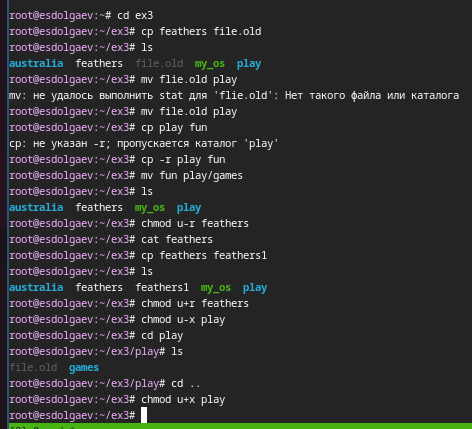 root@esdolgaev:~# cd ex3
root@esdolgaev:~/ex3# cp feathers file.old
root@esdolgaev:~/ex3# ls
australia  feathers  file.old  my_os  play
root@esdolgaev:~/ex3# mv flie.old play
mv: не удалось выполнить stat для 'flie.old': Нет такого файла или каталога
root@esdolgaev:~/ex3# mv file.old play
root@esdolgaev:~/ex3# cp play fun
cp: не указан -r; пропускается каталог 'play'
root@esdolgaev:~/ex3# cp -r play fun
root@esdolgaev:~/ex3# mv fun play/games
root@esdolgaev:~/ex3# ls
australia  feathers  my_os  play
root@esdolgaev:~/ex3# chmod u-r feathers
root@esdolgaev:~/ex3# cat feathers
root@esdolgaev:~/ex3# cp feathers feathers1
root@esdolgaev:~/ex3# ls
australia  feathers  feathers1  my_os  play
root@esdolgaev:~/ex3# chmod u+r feathers
root@esdolgaev:~/ex3# chmod u-x play
root@esdolgaev:~/ex3# cd play
root@esdolgaev:~/ex3/play# ls
file.old  games
root@esdolgaev:~/ex3/play# cd ..
root@esdolgaev:~/ex3# chmod u+x play
root@esdolgaev:~/ex3#